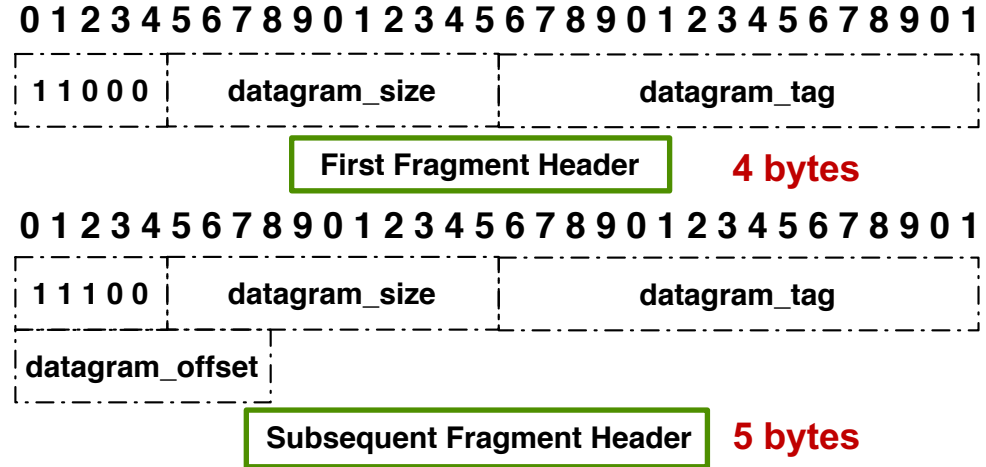 0 1 2 3 4 5 6 7 8 9 0 1 2 3 4 5 6 7 8 9 0 1 2 3 4 5 6 7 8 9 0 1
1 1 0 0 0 datagram_size datagram_tag
First Fragment Header 4 bytes
0 1 2 3 4 5 6 7 8 9 0 1 2 3 4 5 6 7 8 9 0 1 2 3 4 5 6 7 8 9 0 1
1 1 1 0 0 datagram_size datagram_tag
datagram_offset
Subsequent Fragment Header 5 bytes